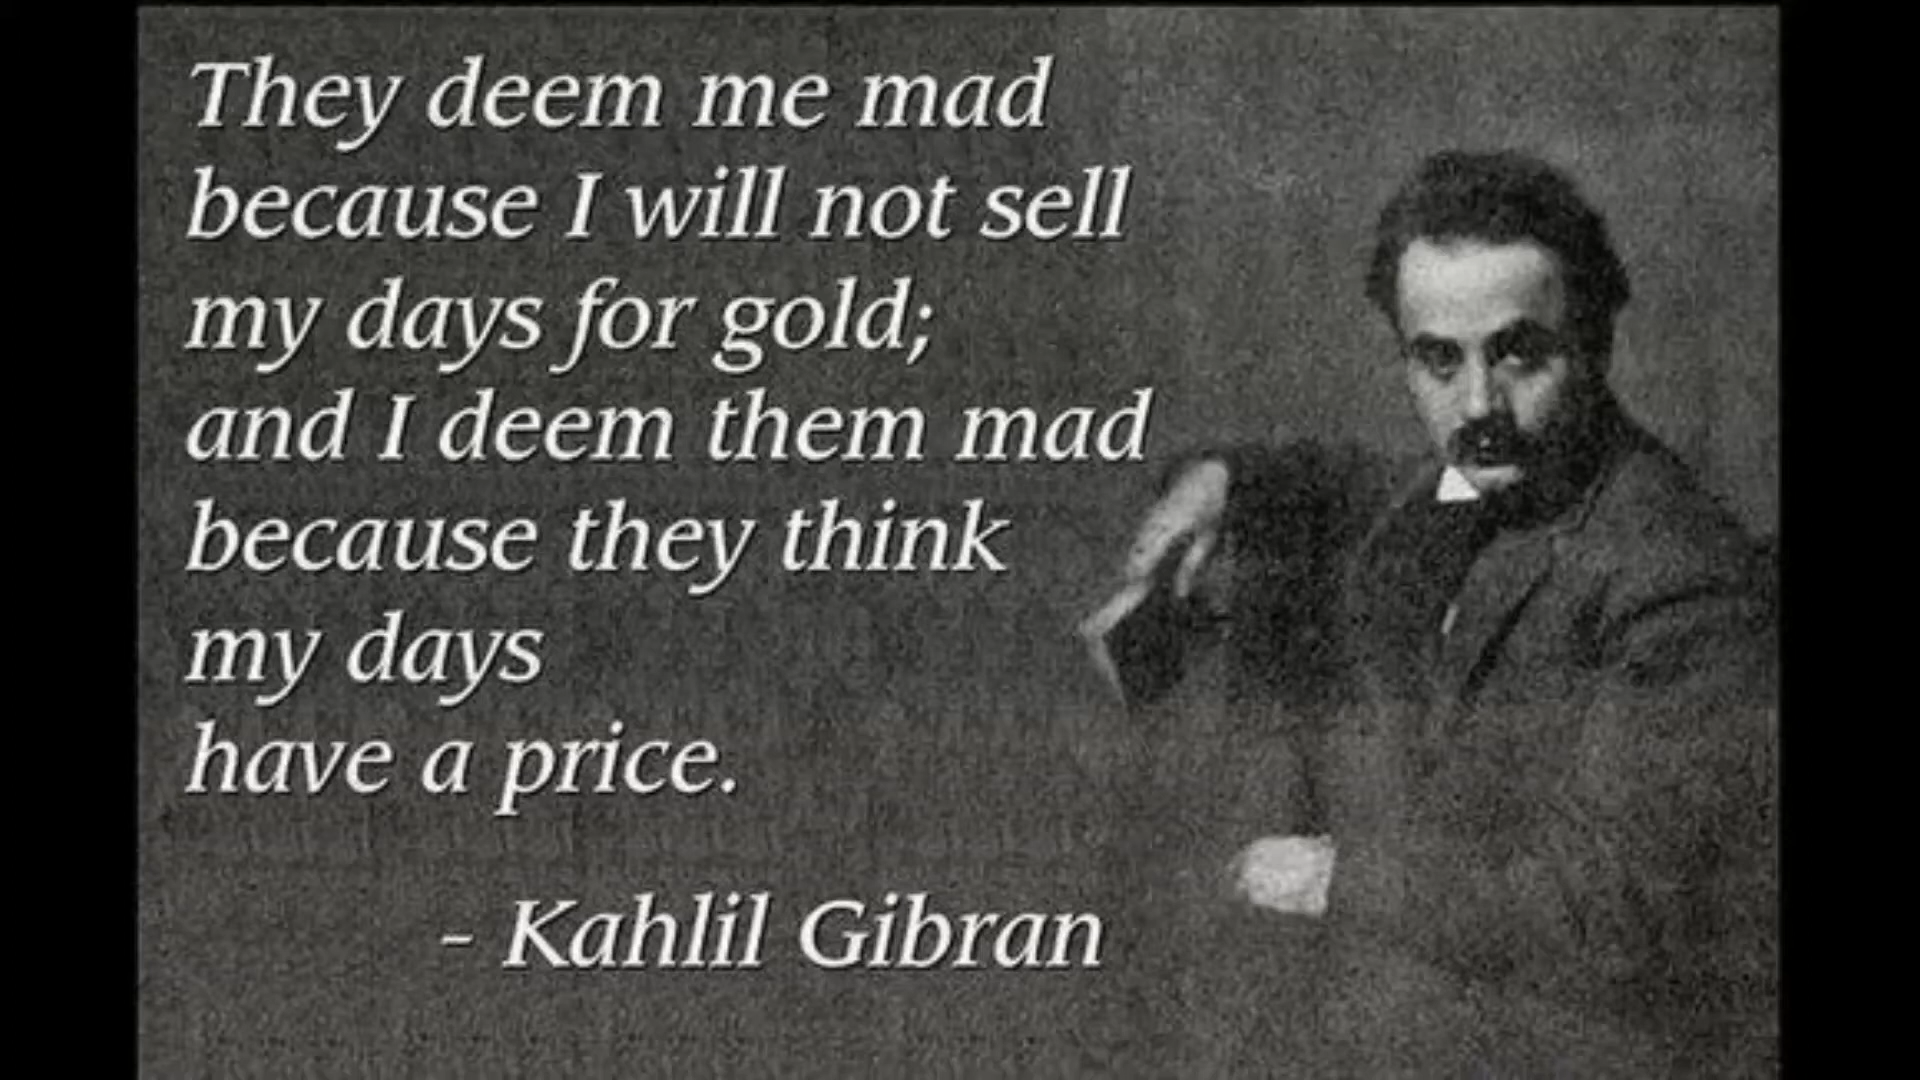 They deem me mad
because I will not sell
my days for gold;
and I deem them mad
because they think
my days
have a price.
- Kahlil Gibran